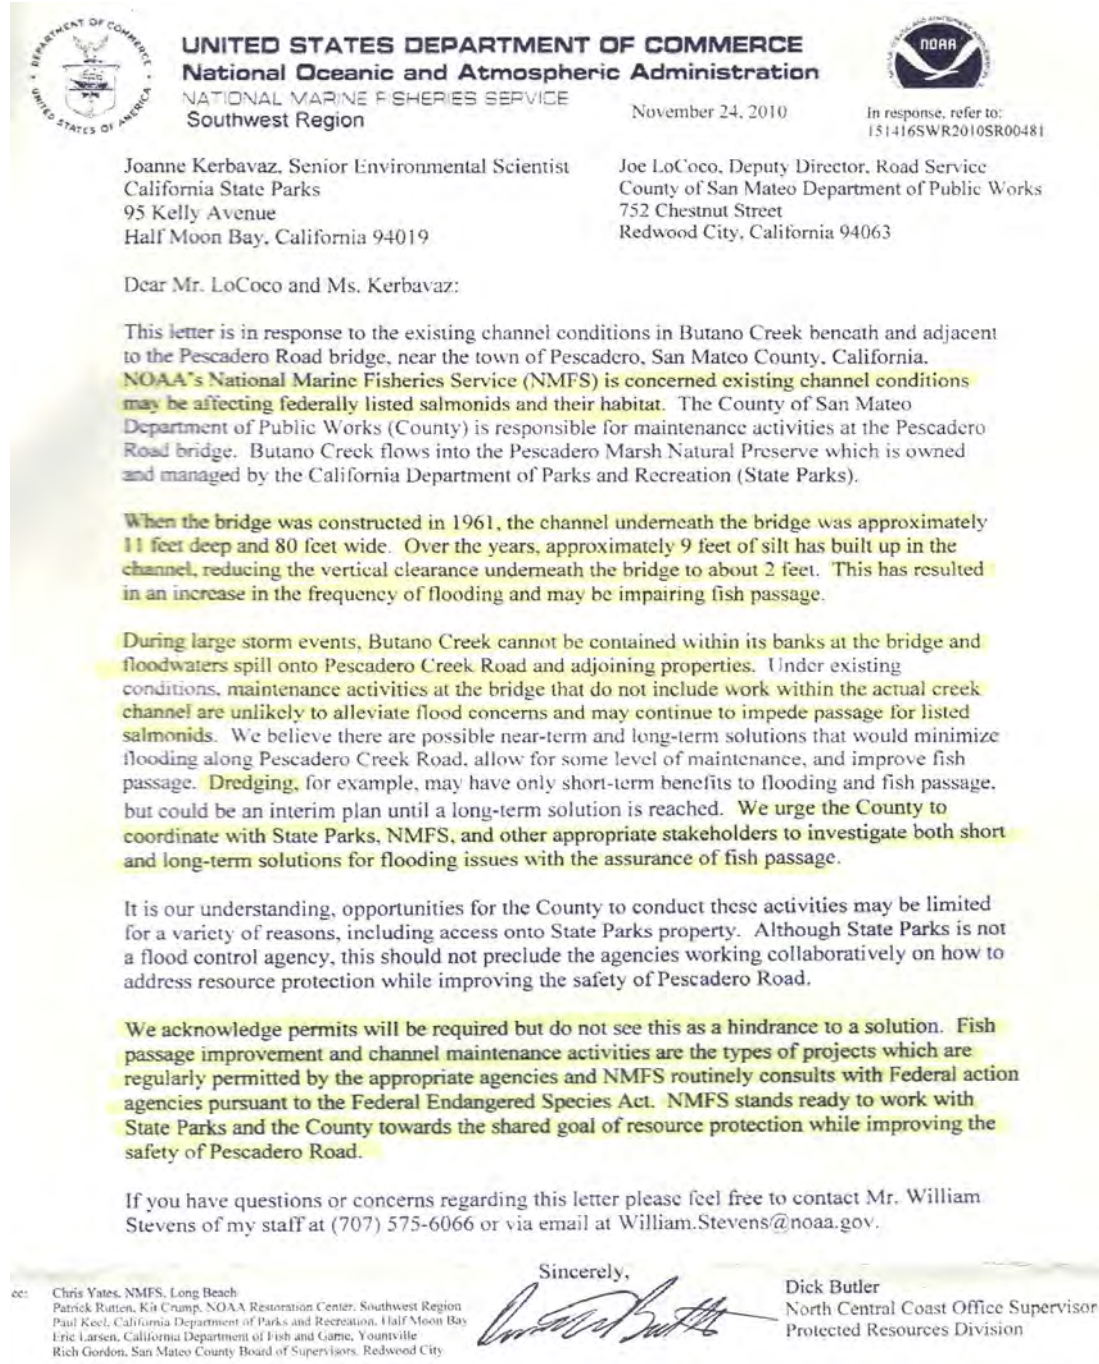 DEPARTMENT OF COMMERCE
UNITED STATES OF AMERICA
UNITED STATES DEPARTMENT OF COMMERCE
National Oceanic and Atmospheric Administration
NATIONAL MARINE FISHERIES SERVICE
Southwest Region
NOAA
November 24, 2010
In response, refer to:
151416SWR2010SR00481
Joanne Kerbavaz, Senior Environmental Scientist
California State Parks
95 Kelly Avenue
Half Moon Bay, California 94019
Joe LoCoco, Deputy Director, Road Service
County of San Mateo Department of Public Works
752 Chestnut Street
Redwood City, California 94063
Dear Mr. LoCoco and Ms. Kerbavaz:
This letter is in response to the existing channel conditions in Butano Creek beneath and adjacent
to the Pescadero Road bridge, near the town of Pescadero, San Mateo County, California.
NOAA's National Marine Fisheries Service (NMFS) is concerned existing channel conditions
may be affecting federally listed salmonids and their habitat. The County of San Mateo
Department of Public Works (County) is responsible for maintenance activities at the Pescadero
Road bridge. Butano Creek flows into the Pescadero Marsh Natural Preserve which is owned
and managed by the California Department of Parks and Recreation (State Parks).
When the bridge was constructed in 1961, the channel underneath the bridge was approximately
11 feet deep and 80 feet wide. Over the years, approximately 9 feet of silt has built up in the
channel, reducing the vertical clearance underneath the bridge to about 2 feet. This has resulted
in an increase in the frequency of flooding and may be impairing fish passage.
During large storm events, Butano Creek cannot be contained within its banks at the bridge and
floodwaters spill onto Pescadero Creek Road and adjoining properties. Under existing
conditions, maintenance activities at the bridge that do not include work within the actual creek
channel are unlikely to alleviate flood concerns and may continue to impede passage for listed
salmonids. We believe there are possible near-term and long-term solutions that would minimize
flooding along Pescadero Creek Road, allow for some level of maintenance, and improve fish
passage. Dredging, for example, may have only short-term benefits to flooding and fish passage,
but could be an interim plan until a long-term solution is reached. We urge the County to
coordinate with State Parks, NMFS, and other appropriate stakeholders to investigate both short
and long-term solutions for flooding issues with the assurance of fish passage.
It is our understanding, opportunities for the County to conduct these activities may be limited
for a variety of reasons, including access onto State Parks property. Although State Parks is not
a flood control agency, this should not preclude the agencies working collaboratively on how to
address resource protection while improving the safety of Pescadero Road.
We acknowledge permits will be required but do not see this as a hindrance to a solution. Fish
passage improvement and channel maintenance activities are the types of projects which are
regularly permitted by the appropriate agencies and NMFS routinely consults with Federal action
agencies pursuant to the Federal Endangered Species Act. NMFS stands ready to work with
State Parks and the County towards the shared goal of resource protection while improving the
safety of Pescadero Road.
If you have questions or concerns regarding this letter please feel free to contact Mr. William
Stevens of my staff at (707) 575-6066 or via email at William.Stevens@noaa.gov.
Sincerely,
Dick Butler
North Central Coast Office Supervisor
Protected Resources Division
cc: Chris Yates, NMFS, Long Beach
Patrick Rutten, Kit Crump, NOAA Restoration Center, Southwest Region
Paul Keel, California Department of Parks and Recreation, Half Moon Bay
Eric Larsen, California Department of Fish and Game, Yountville
Rich Gordon, San Mateo County Board of Supervisors, Redwood City